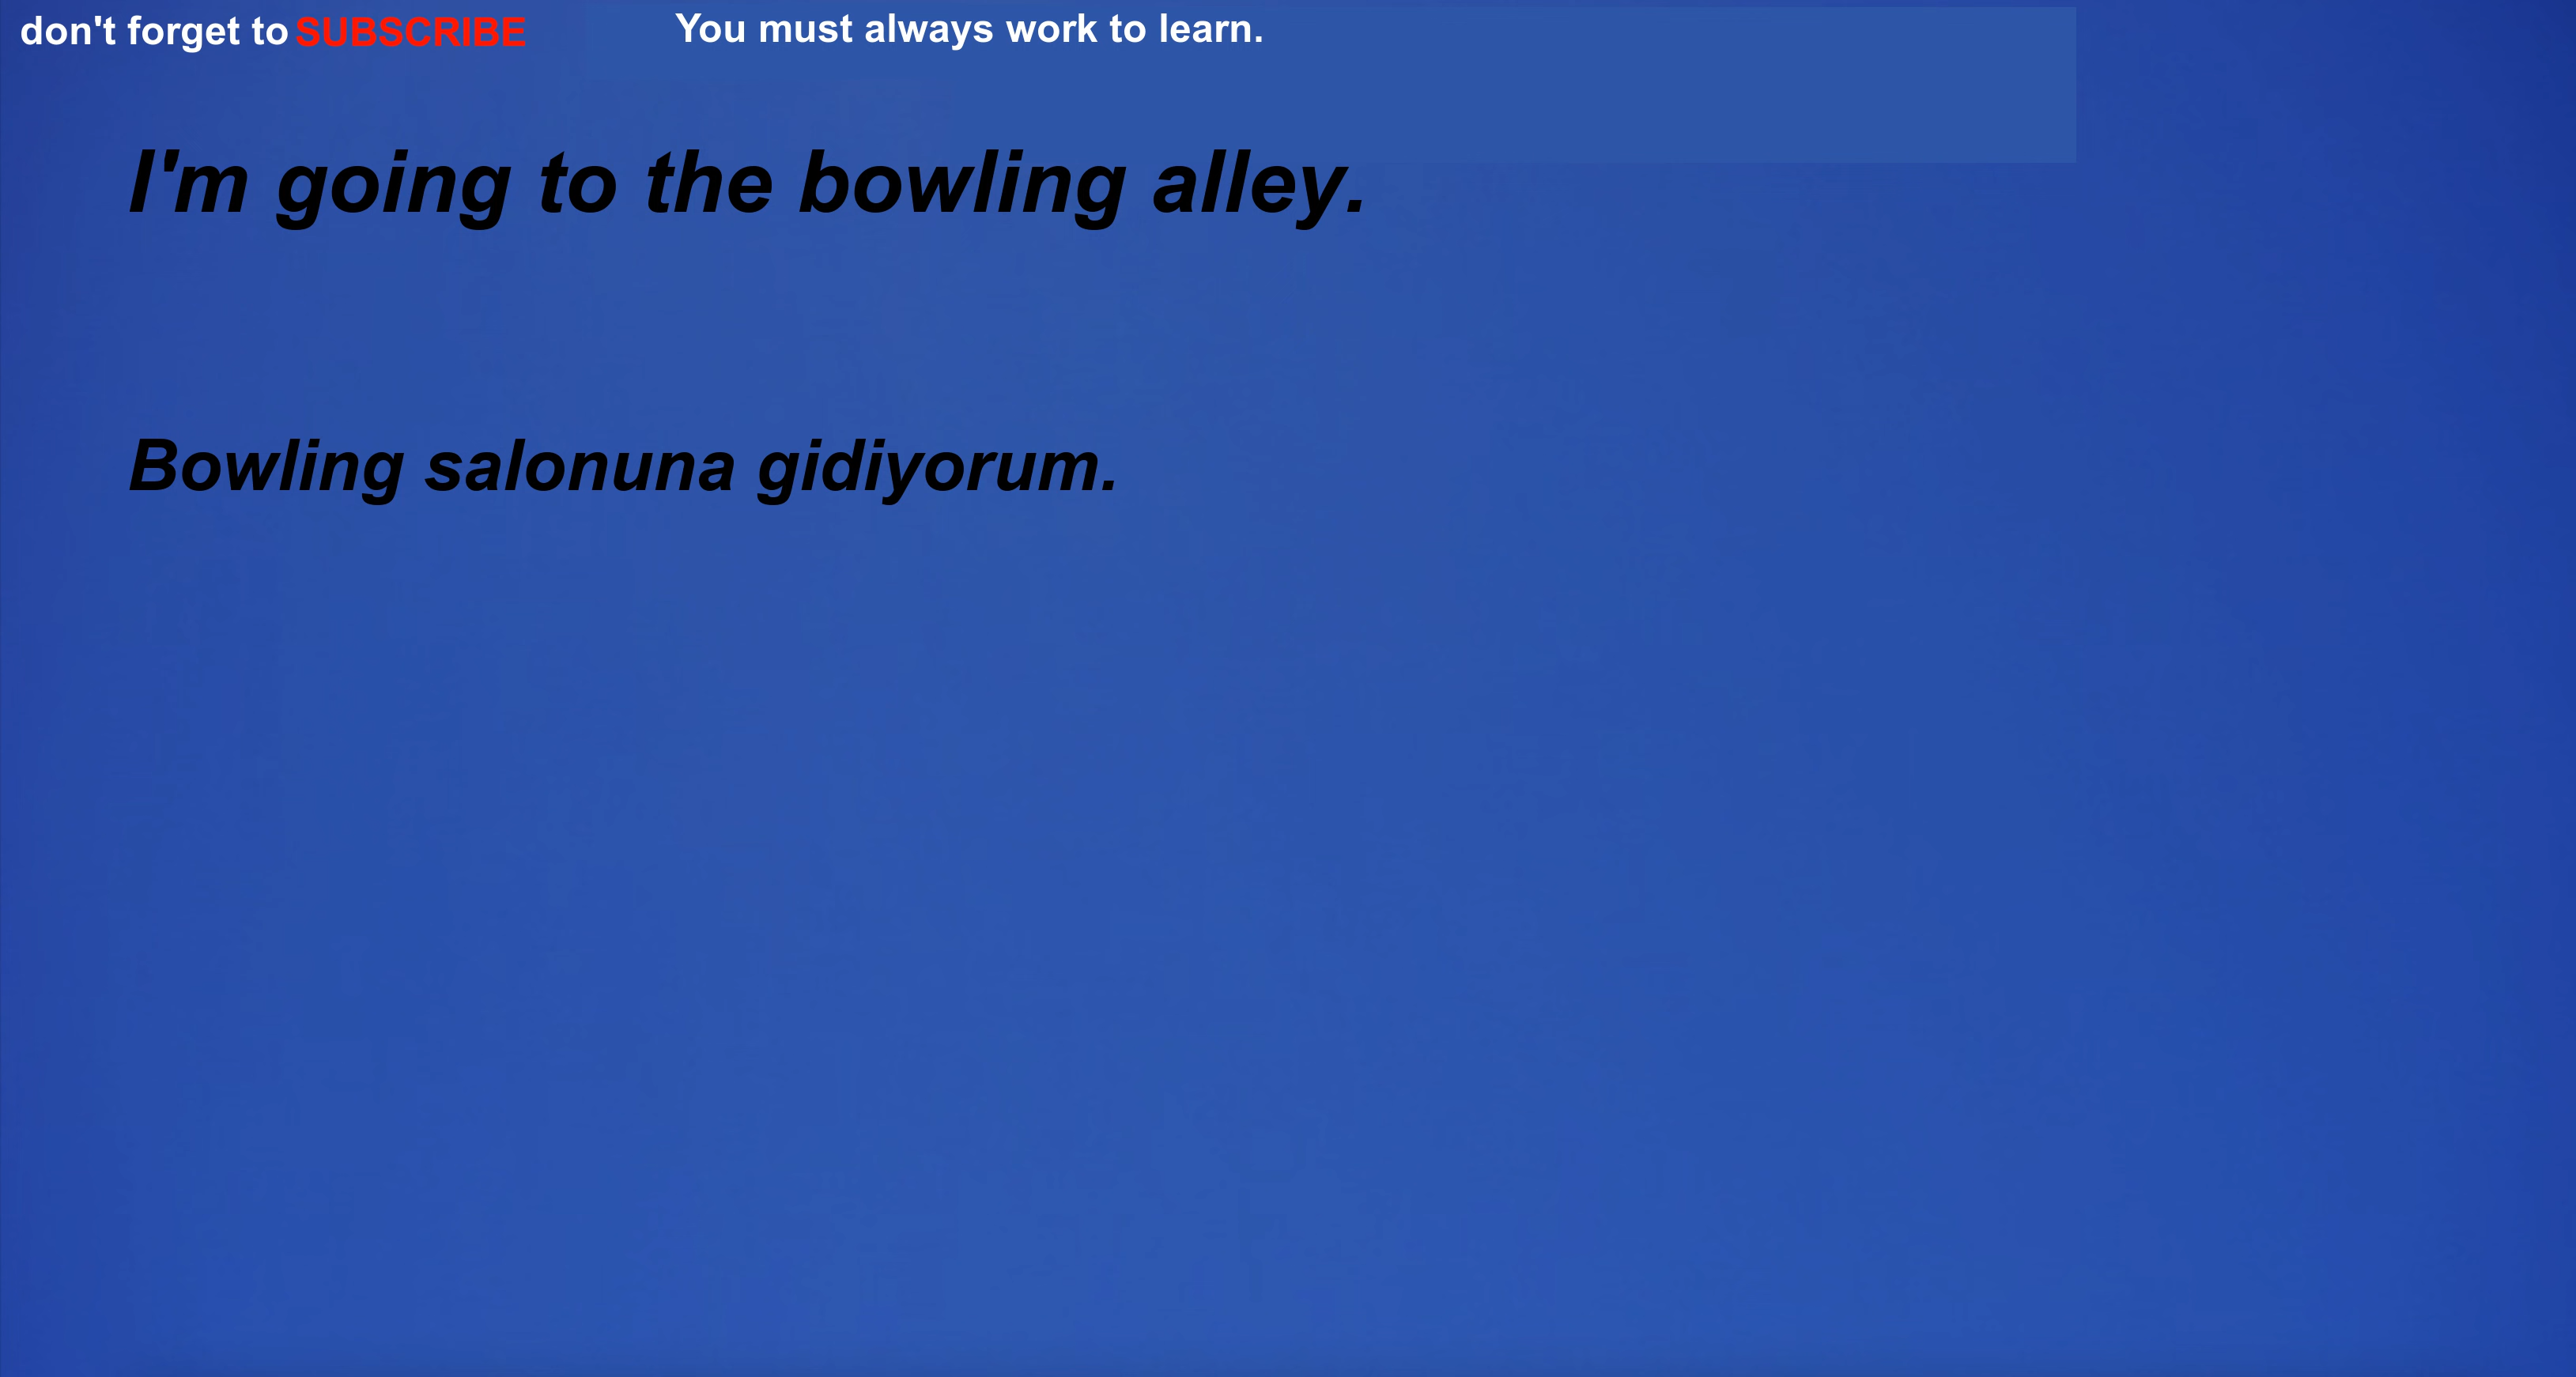 don't forget to SUBSCRIBE You must always work to learn.
I'm going to the bowling alley.
Bowling salonuna gidiyorum.